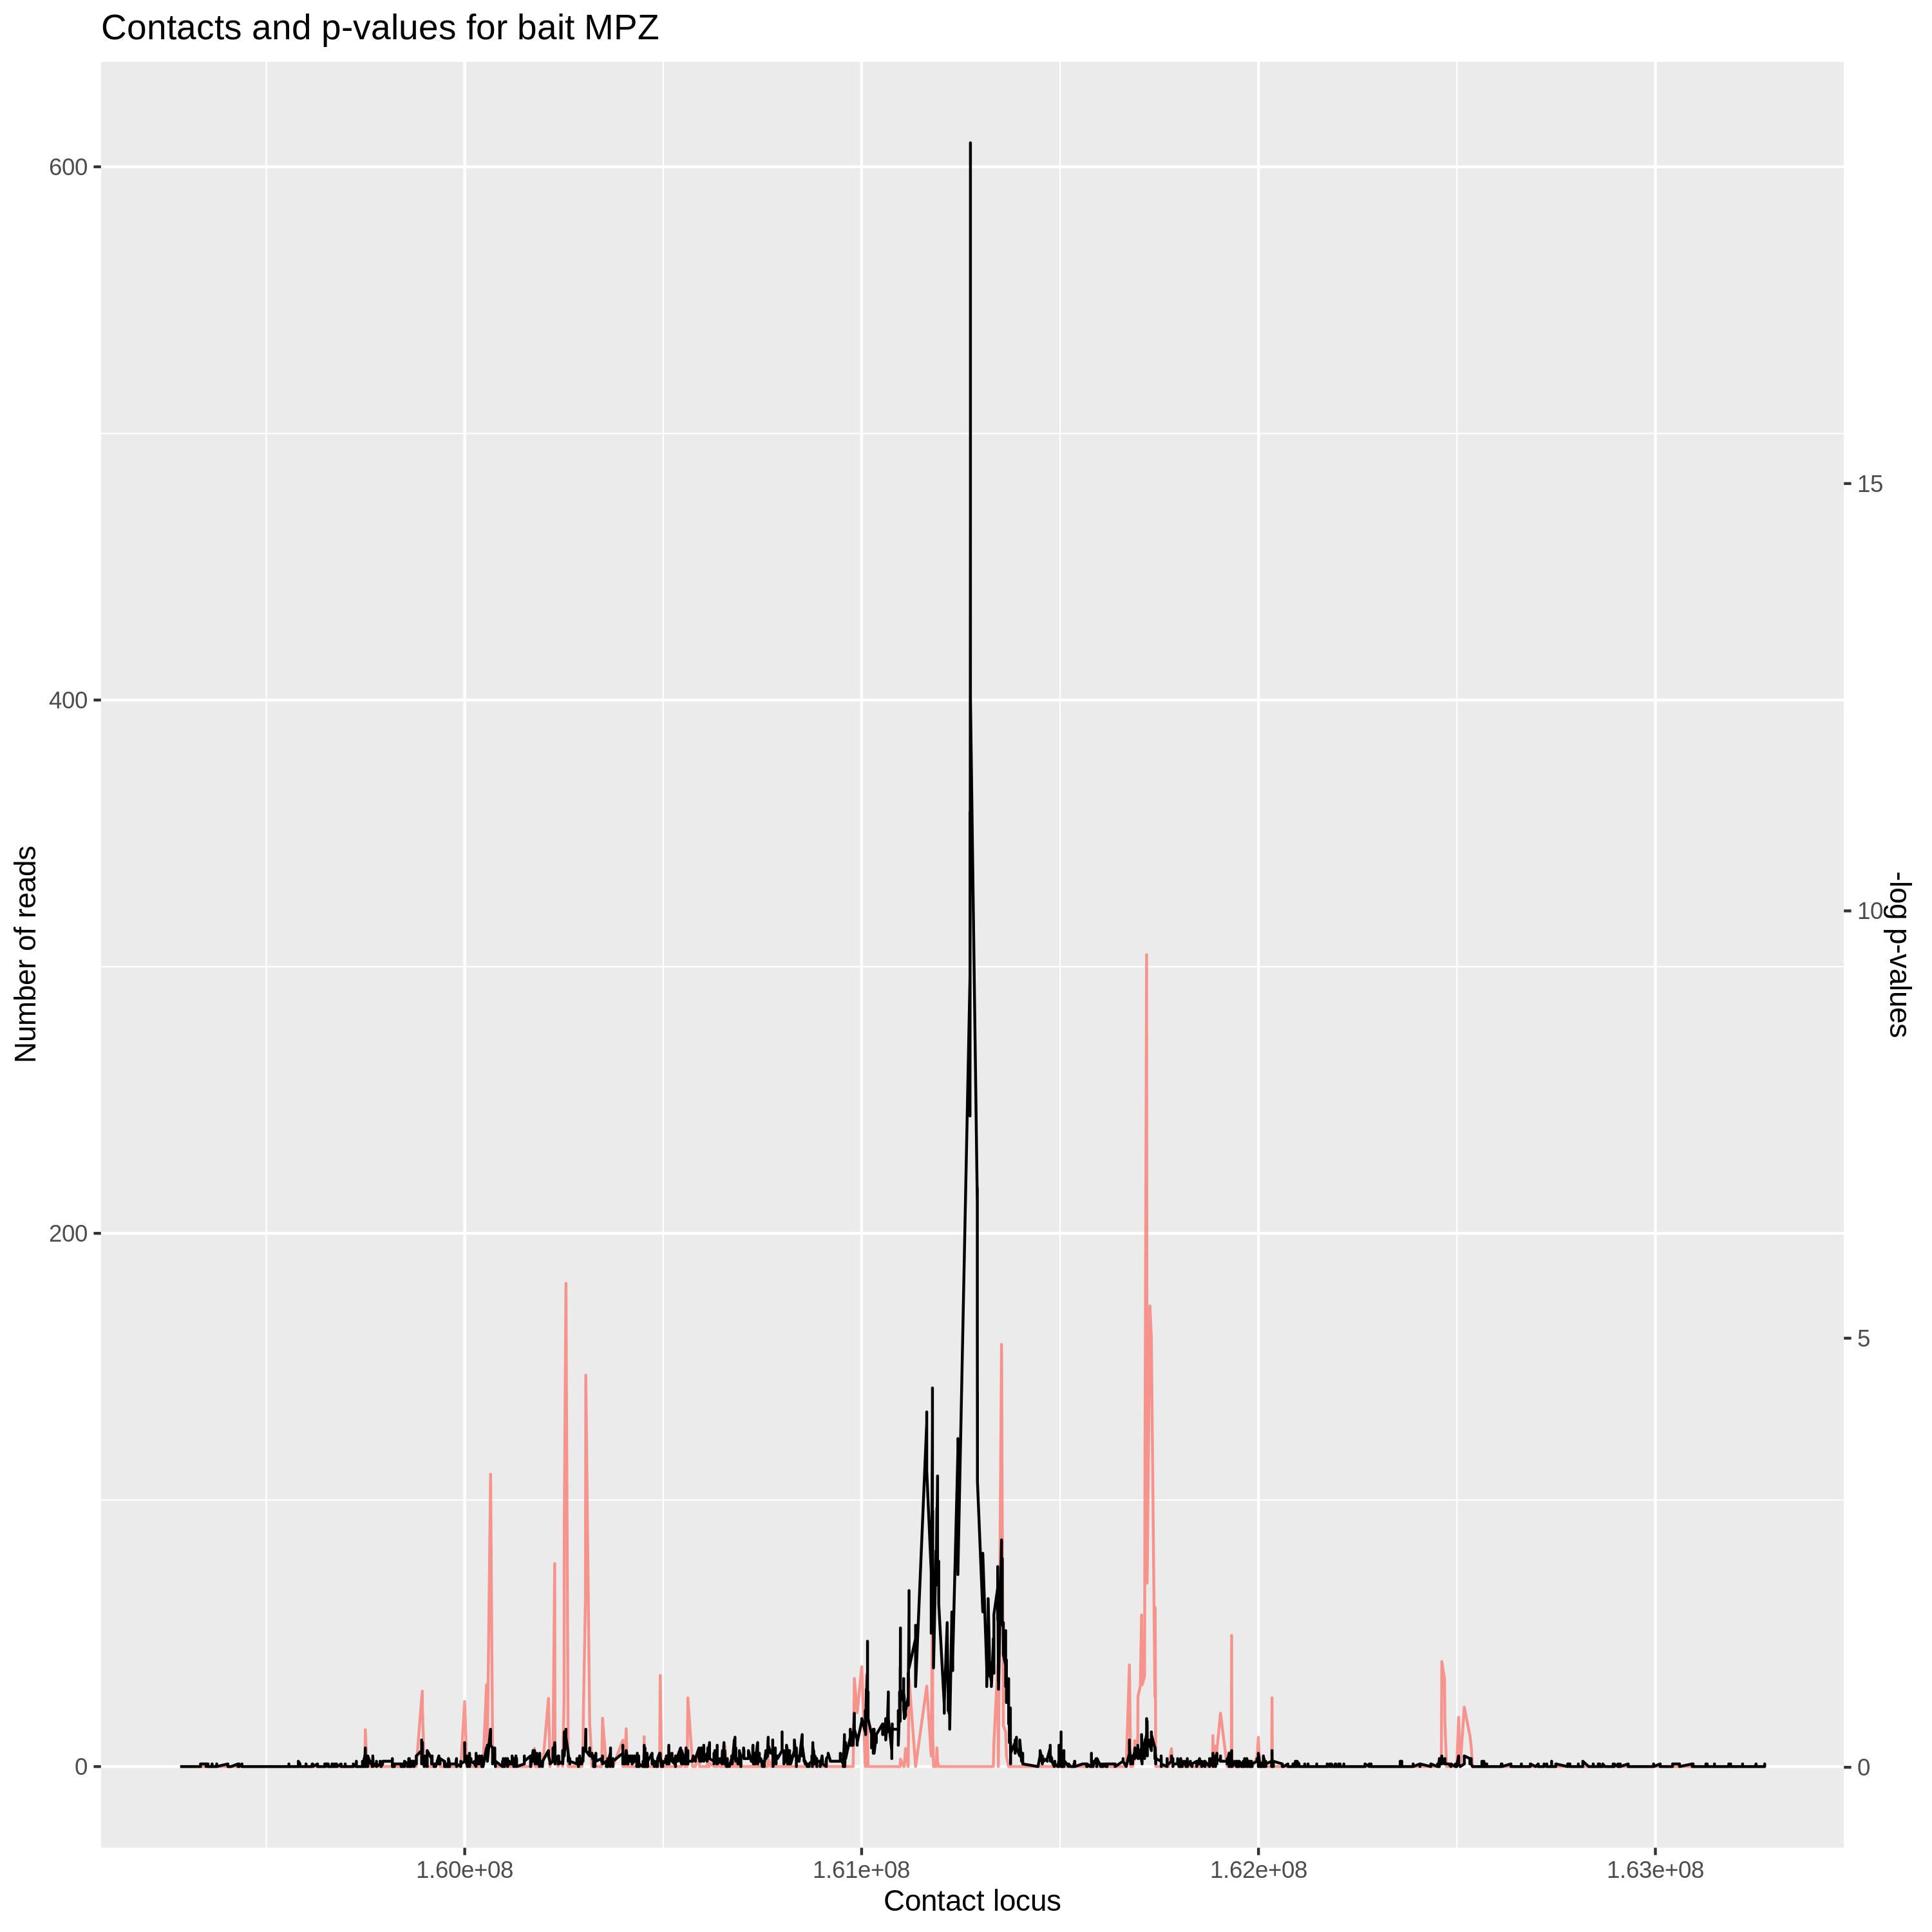 Contacts and p-values for bait MPZ
600
400
200
0
Number of reads
15
10
5
0
-log p-values
1.60e+08
1.61e+08
1.62e+08
1.63e+08
Contact locus